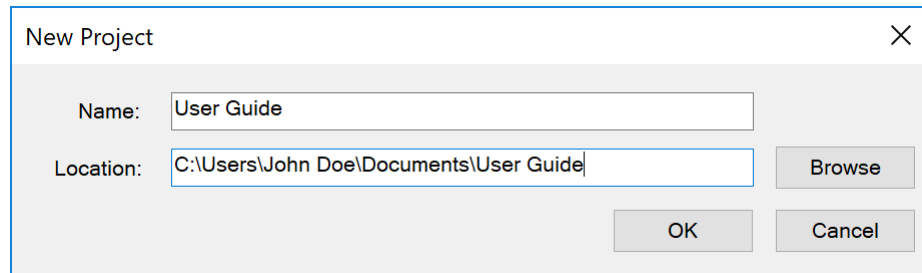 New Project
Name: User Guide
Location: C:\Users\John Doe\Documents\User Guide Browse
OK Cancel